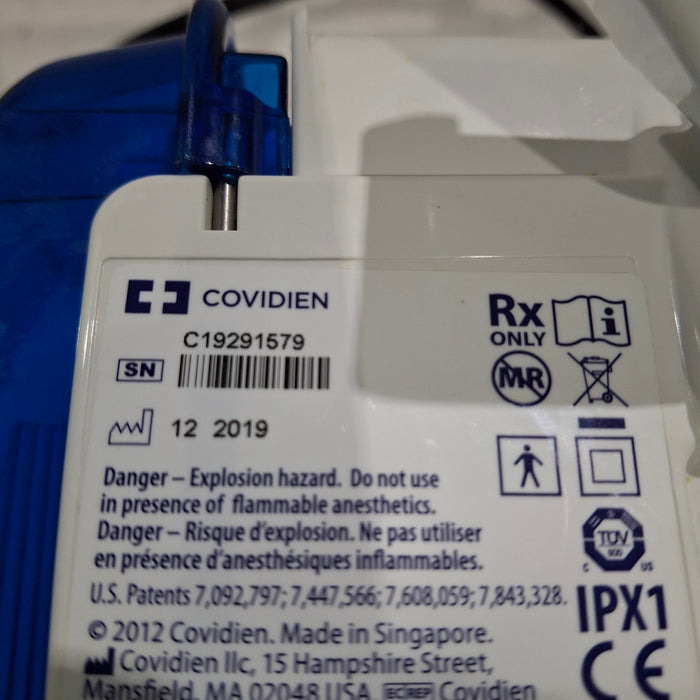 COVIDIEN
C19291579
SN
12 2019
Rx
ONLY
i
MR
Danger – Explosion hazard. Do not use
in presence of flammable anesthetics.
Danger – Risque d'explosion. Ne pas utiliser
en présence d'anesthésiques inflammables.
U.S. Patents 7,092,797; 7,447,566; 7,608,059; 7,843,328.
© 2012 Covidien. Made in Singapore.
Covidien llc, 15 Hampshire Street,
Mansfield, MA 02048 USA. EC REP Covidien
TÜV
C US
IPX1
CE